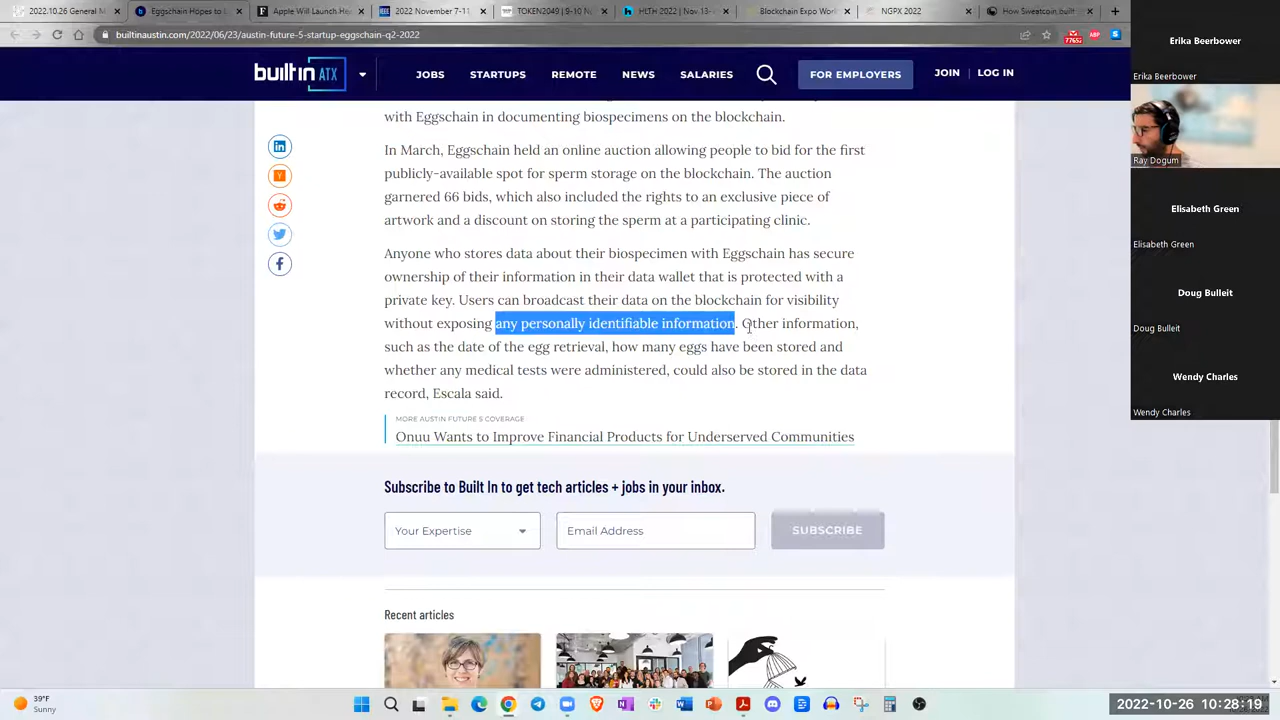 2022.10.26 General M
Eggschain Hopes to
Apple Will Launch He
2022 November 7-11,
TOKEN2049 | 9-10 N
HLTH 2022 | Nov 13-
Blockchain Expo World
NGPX 2022
How Sweatcoin, built
builtinaustin.com/2022/06/23/austin-future-5-startup-eggschain-q2-2022
builtin ATX
JOBS
STARTUPS
REMOTE
NEWS
SALARIES
FOR EMPLOYERS
JOIN | LOG IN
with Eggschain in documenting biospecimens on the blockchain.
In March, Eggschain held an online auction allowing people to bid for the first
publicly-available spot for sperm storage on the blockchain. The auction
garnered 66 bids, which also included the rights to an exclusive piece of
artwork and a discount on storing the sperm at a participating clinic.
Anyone who stores data about their biospecimen with Eggschain has secure
ownership of their information in their data wallet that is protected with a
private key. Users can broadcast their data on the blockchain for visibility
without exposing any personally identifiable information. Other information,
such as the date of the egg retrieval, how many eggs have been stored and
whether any medical tests were administered, could also be stored in the data
record, Escala said.
MORE AUSTIN FUTURE 5 COVERAGE
Onuu Wants to Improve Financial Products for Underserved Communities
Subscribe to Built In to get tech articles + jobs in your inbox.
Your Expertise
Email Address
SUBSCRIBE
Recent articles
Erika Beerbower
Erika Beerbower
Ray Dogum
Elisabeth Green
Elisabeth Green
Doug Bulleit
Doug Bulleit
Wendy Charles
Wendy Charles
39°F
Sunny
2022-10-26 10:28:19